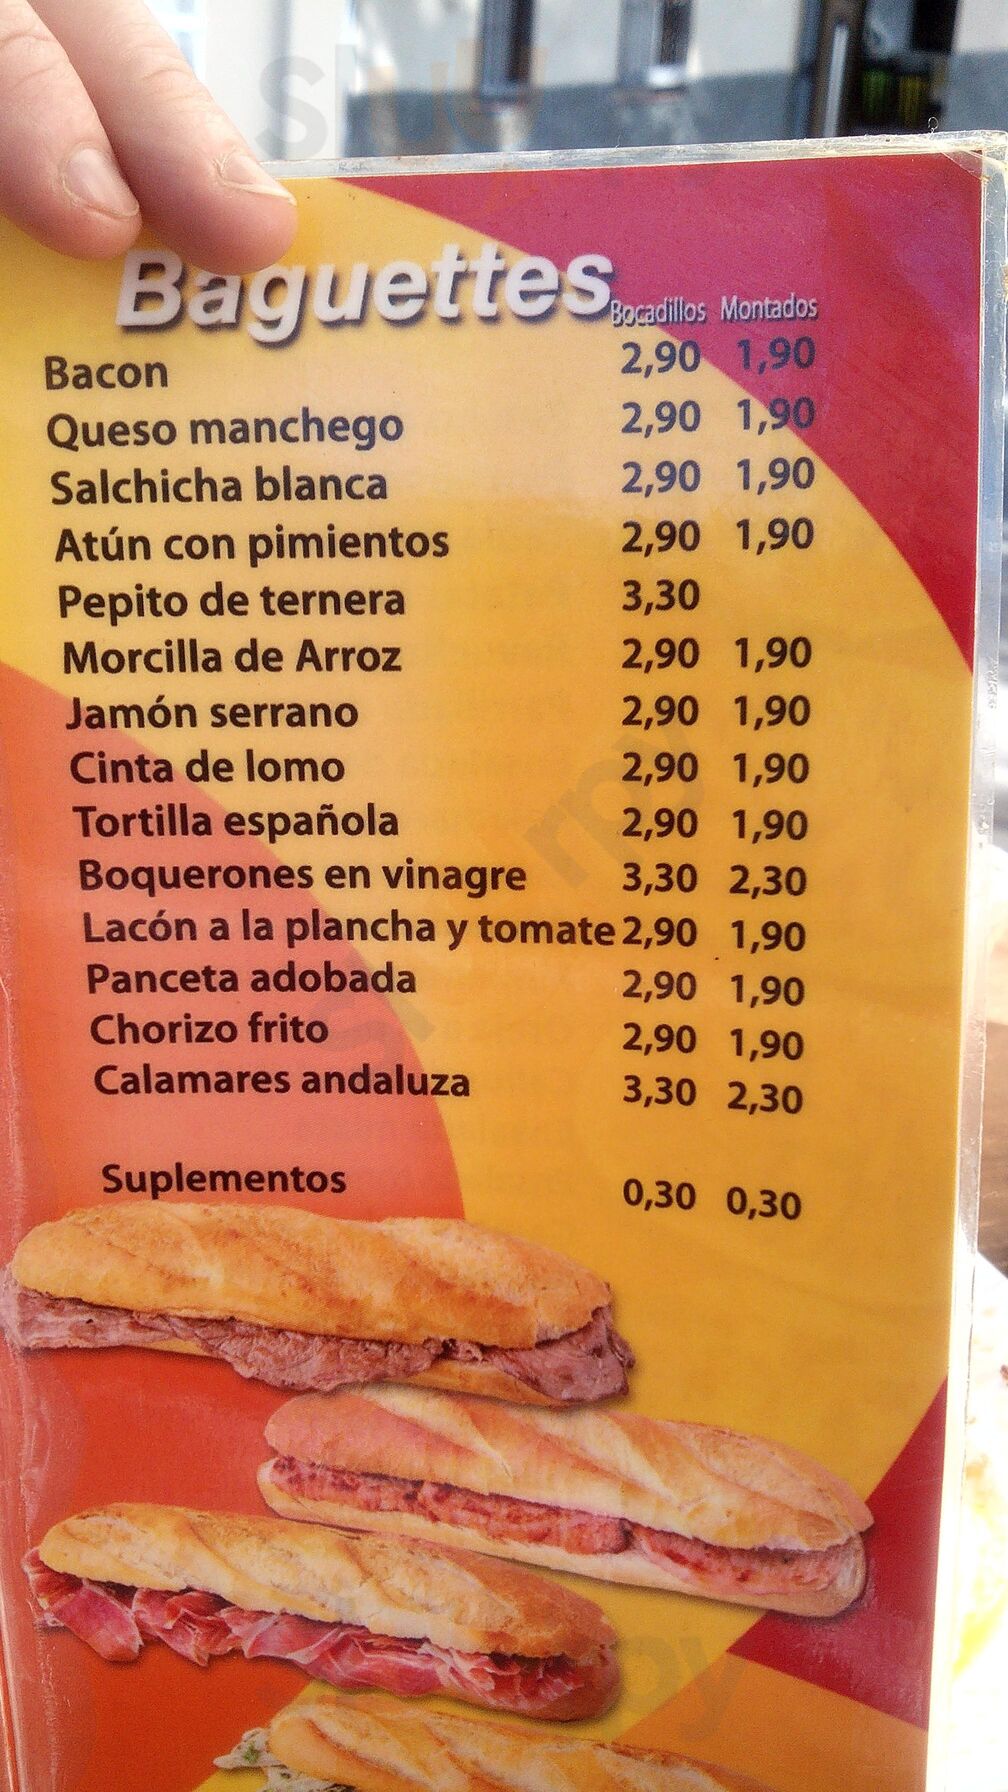 Baguettes
Bocadillos Montados
Bacon 2,90 1,90
Queso manchego 2,90 1,90
Salchicha blanca 2,90 1,90
Atún con pimientos 2,90 1,90
Pepito de ternera 3,30
Morcilla de Arroz 2,90 1,90
Jamón serrano 2,90 1,90
Cinta de lomo 2,90 1,90
Tortilla española 2,90 1,90
Boquerones en vinagre 3,30 2,30
Lacón a la plancha y tomate 2,90 1,90
Panceta adobada 2,90 1,90
Chorizo frito 2,90 1,90
Calamares andaluza 3,30 2,30
Suplementos 0,30 0,30